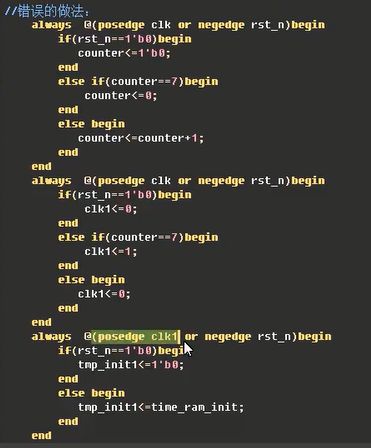 //错误的做法：
always @(posedge clk or negedge rst_n)begin
if(rst_n==1'b0)begin
counter<=1'b0;
end
else if(counter==7)begin
counter<=0;
end
else begin
counter<=counter+1;
end
end
always @(posedge clk or negedge rst_n)begin
if(rst_n==1'b0)begin
clk1<=0;
end
else if(counter==7)begin
clk1<=1;
end
else begin
clk1<=0;
end
end
always @(posedge clk1 or negedge rst_n)begin
if(rst_n==1'b0)begin
tmp_init1<=1'b0;
end
else begin
tmp_init1<=time_ram_init;
end
end